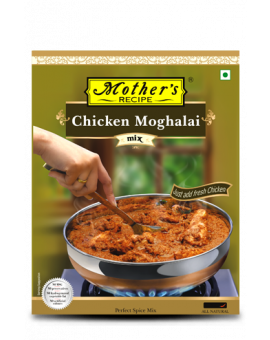 Mother's
RECIPE
Chicken Moghalai
mix
Just add fresh Chicken
Perfect Spice Mix
ALL NATURAL